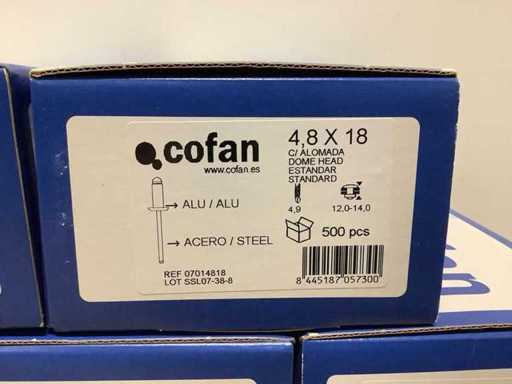 cofan
www.cofan.es
4,8 X 18
C/ ALOMADA
DOME HEAD
ESTANDAR
STANDARD
4,9
12,0-14,0
ALU / ALU
ACERO / STEEL
500 pcs
REF 07014818
LOT SSL07-38-8
8 445187 057300
cofan